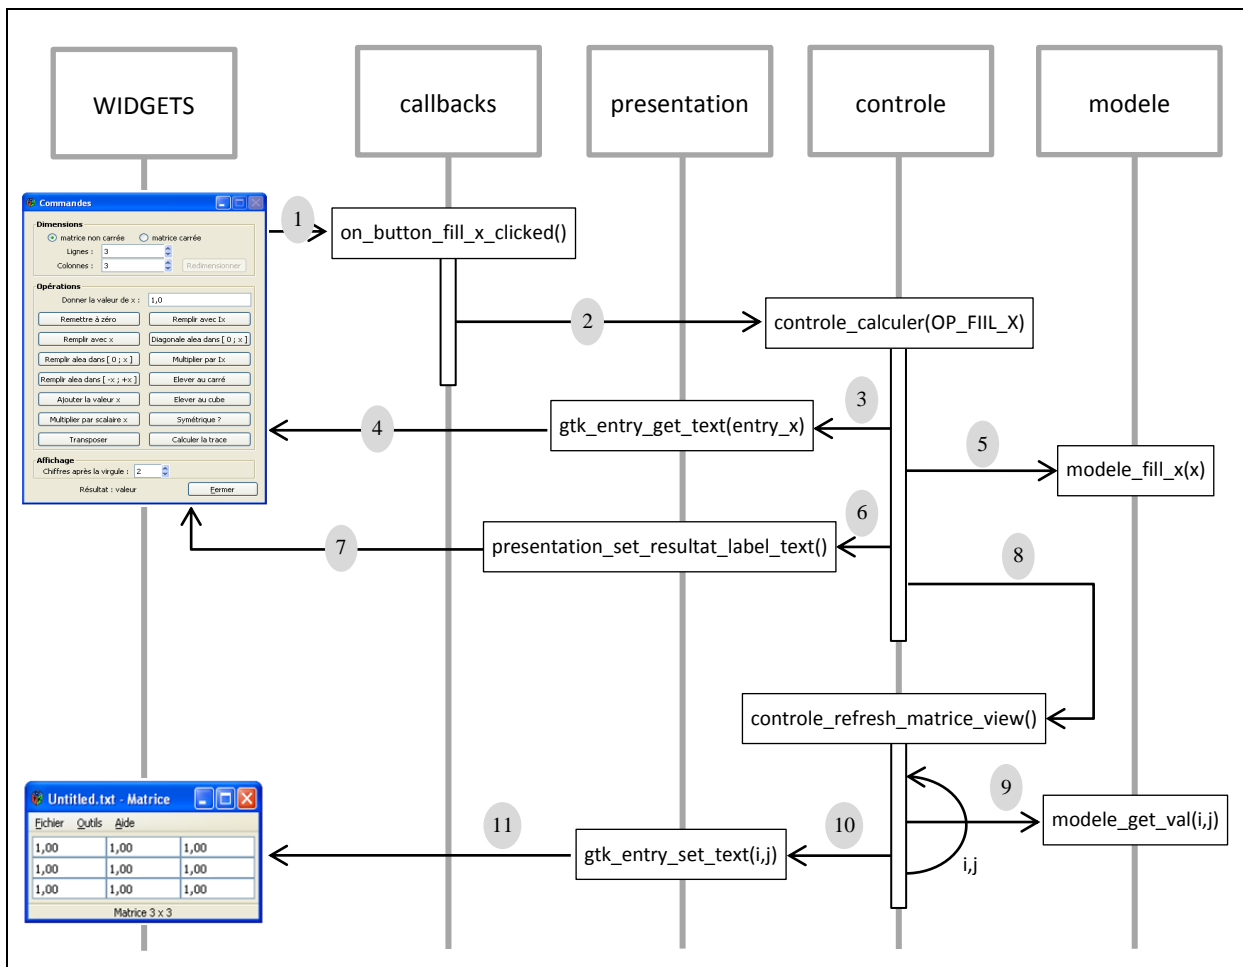 WIDGETS
callbacks
presentation
controle
modele
Commandes
Dimensions
matrice non carrée matrice carrée
Lignes : 3
Colonnes : 3 Redimensionner
Opérations
Donner la valeur de x : 1,0
Remettre à zéro Remplir avec Ix
Remplir avec x Diagonale alea dans [ 0 ; x ]
Remplir alea dans [ 0 ; x ] Multiplier par Ix
Remplir alea dans [ -x ; +x ] Elever au carré
Ajouter la valeur x Elever au cube
Multiplier par scalaire x Symétrique ?
Transposer Calculer la trace
Affichage
Chiffres après la virgule : 2
Résultat : valeur Fermer
1
on_button_fill_x_clicked()
2
controle_calculer(OP_FIIL_X)
3
gtk_entry_get_text(entry_x)
4
5
modele_fill_x(x)
6
presentation_set_resultat_label_text()
7
8
controle_refresh_matrice_view()
9
modele_get_val(i,j)
i,j
10
gtk_entry_set_text(i,j)
11
Untitled.txt - Matrice
Fichier Outils Aide
1,00 1,00 1,00
1,00 1,00 1,00
1,00 1,00 1,00
Matrice 3 x 3